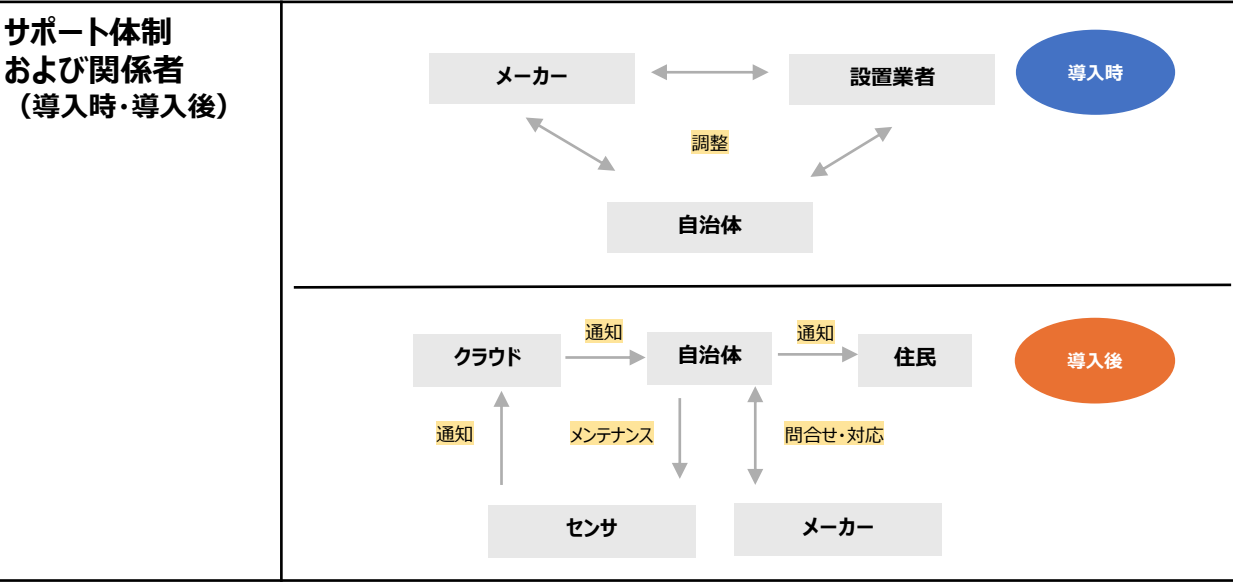 サポート体制
および関係者
（導入時・導入後）
メーカー
設置業者
導入時
調整
自治体
通知
通知
クラウド
自治体
住民
導入後
通知
メンテナンス
問合せ・対応
センサ
メーカー